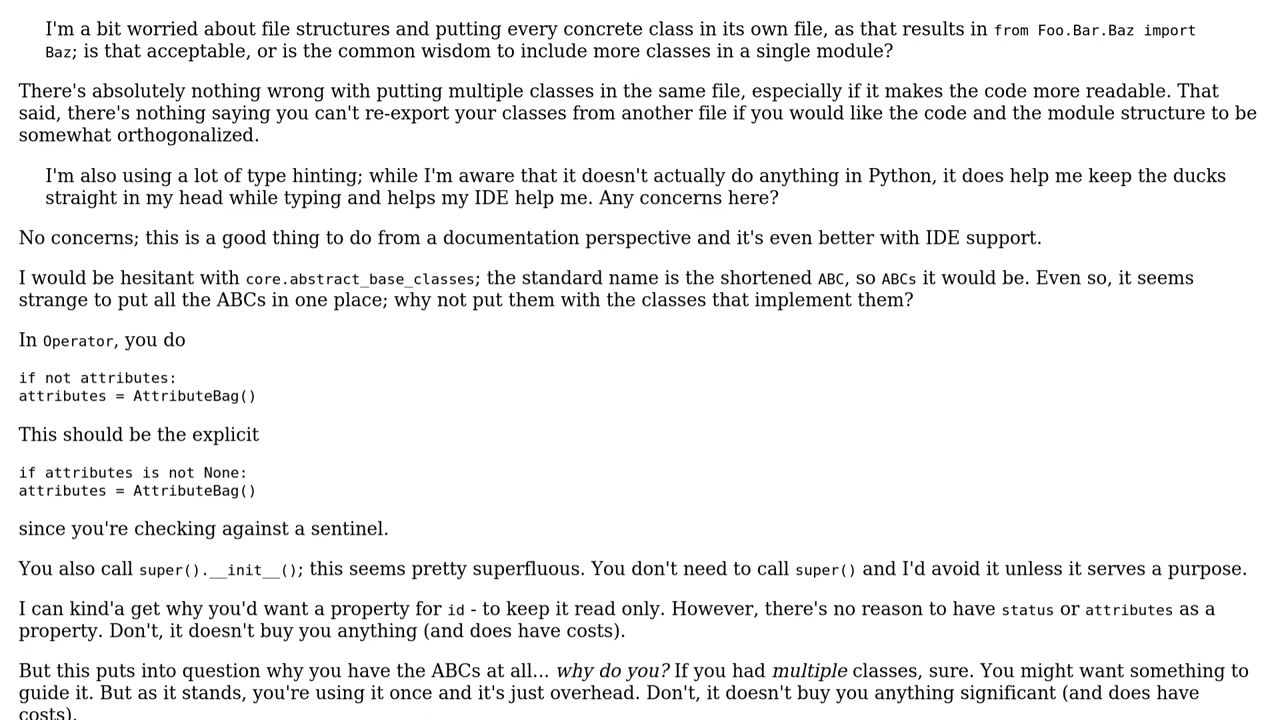 I'm a bit worried about file structures and putting every concrete class in its own file, as that results in from Foo.Bar.Baz import
Baz; is that acceptable, or is the common wisdom to include more classes in a single module?
There's absolutely nothing wrong with putting multiple classes in the same file, especially if it makes the code more readable. That
said, there's nothing saying you can't re-export your classes from another file if you would like the code and the module structure to be
somewhat orthogonalized.
I'm also using a lot of type hinting; while I'm aware that it doesn't actually do anything in Python, it does help me keep the ducks
straight in my head while typing and helps my IDE help me. Any concerns here?
No concerns; this is a good thing to do from a documentation perspective and it's even better with IDE support.
I would be hesitant with core.abstract_base_classes; the standard name is the shortened ABC, so ABCs it would be. Even so, it seems
strange to put all the ABCs in one place; why not put them with the classes that implement them?
In Operator, you do
if not attributes:
attributes = AttributeBag()
This should be the explicit
if attributes is not None:
attributes = AttributeBag()
since you're checking against a sentinel.
You also call super().__init__(); this seems pretty superfluous. You don't need to call super() and I'd avoid it unless it serves a purpose.
I can kind'a get why you'd want a property for id - to keep it read only. However, there's no reason to have status or attributes as a
property. Don't, it doesn't buy you anything (and does have costs).
But this puts into question why you have the ABCs at all... why do you? If you had multiple classes, sure. You might want something to
guide it. But as it stands, you're using it once and it's just overhead. Don't, it doesn't buy you anything significant (and does have
costs).